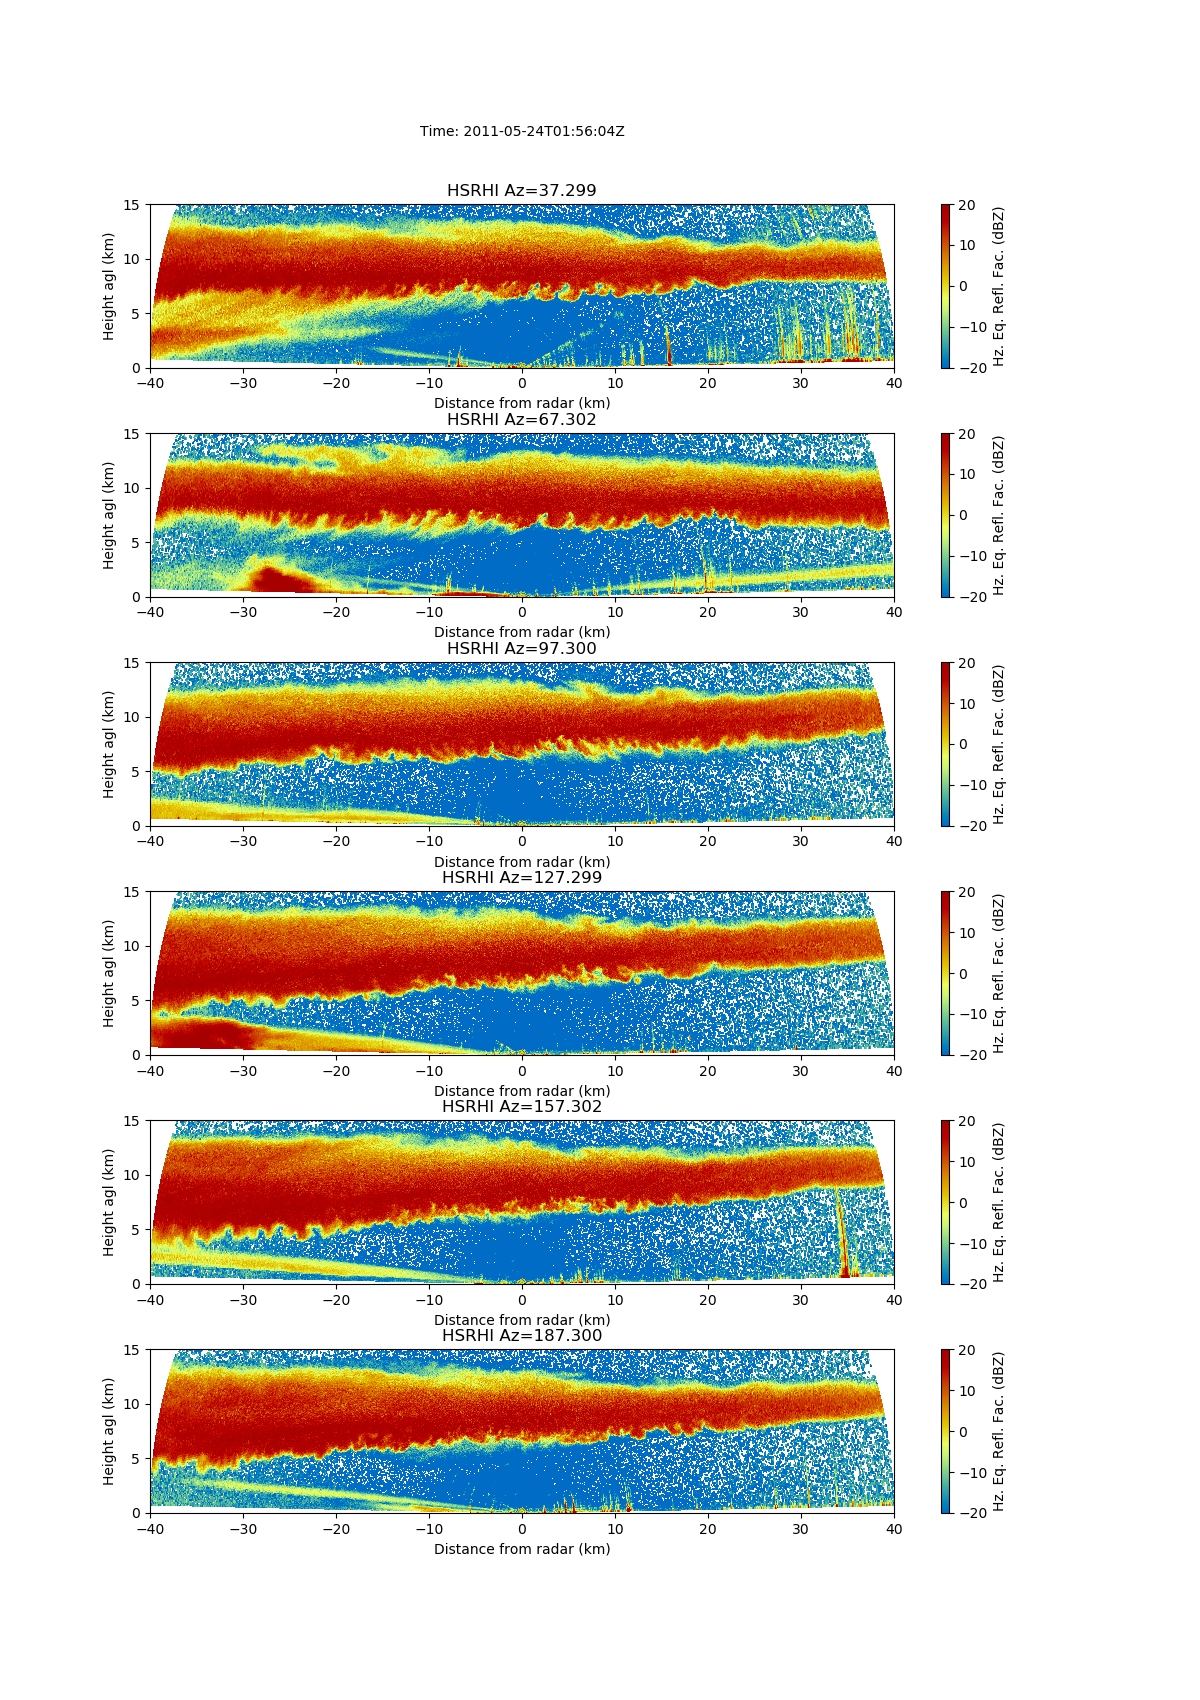 Time: 2011-05-24T01:56:04Z
HSRHI Az=37.299
15
10
5
0
Height agl (km)
−40 −30 −20 −10 0 10 20 30 40
Distance from radar (km)
20
10
0
−10
−20
Hz. Eq. Refl. Fac. (dBZ)
HSRHI Az=67.302
15
10
5
0
Height agl (km)
−40 −30 −20 −10 0 10 20 30 40
Distance from radar (km)
20
10
0
−10
−20
Hz. Eq. Refl. Fac. (dBZ)
HSRHI Az=97.300
15
10
5
0
Height agl (km)
−40 −30 −20 −10 0 10 20 30 40
Distance from radar (km)
20
10
0
−10
−20
Hz. Eq. Refl. Fac. (dBZ)
HSRHI Az=127.299
15
10
5
0
Height agl (km)
−40 −30 −20 −10 0 10 20 30 40
Distance from radar (km)
20
10
0
−10
−20
Hz. Eq. Refl. Fac. (dBZ)
HSRHI Az=157.302
15
10
5
0
Height agl (km)
−40 −30 −20 −10 0 10 20 30 40
Distance from radar (km)
20
10
0
−10
−20
Hz. Eq. Refl. Fac. (dBZ)
HSRHI Az=187.300
15
10
5
0
Height agl (km)
−40 −30 −20 −10 0 10 20 30 40
Distance from radar (km)
20
10
0
−10
−20
Hz. Eq. Refl. Fac. (dBZ)